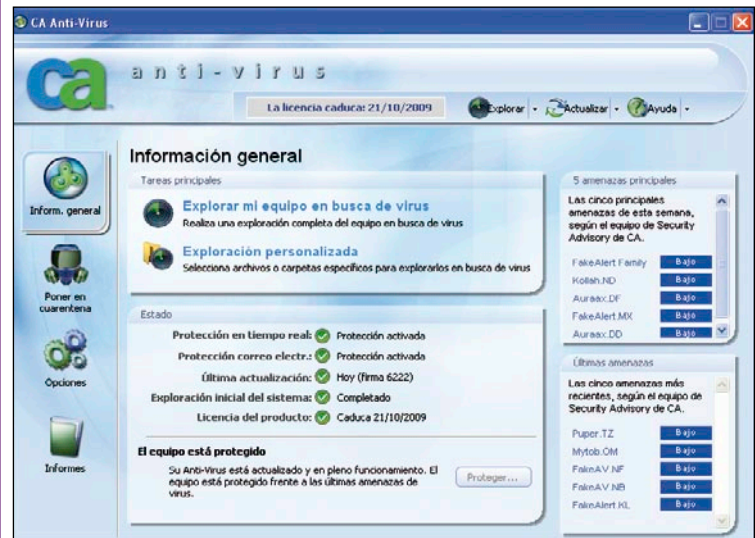 CA Anti-Virus
ca
anti-virus
La licencia caduca: 21/10/2009
Explorar
Actualizar
Ayuda
Inform. general
Poner en
cuarentena
Opciones
Informes
Información general
Tareas principales
Explorar mi equipo en busca de virus
Realiza una exploración completa del equipo en busca de virus
Exploración personalizada
Selecciona archivos o carpetas específicos para explorarlos en busca de virus
Estado
Protección en tiempo real: Protección activada
Protección correo electr.: Protección activada
Última actualización: Hoy (firma 6222)
Exploración inicial del sistema: Completado
Licencia del producto: Caduca 21/10/2009
El equipo está protegido
Su Anti-Virus está actualizado y en pleno funcionamiento. El
equipo está protegido frente a las últimas amenazas de
virus.
Proteger...
5 amenazas principales
Las cinco principales
amenazas de esta semana,
según el equipo de Security
Advisory de CA.
FakeAlert Family Bajo
Kollah.ND Bajo
Auraax.DF Bajo
FakeAlert.MX Bajo
Auraax.DD Bajo
Últimas amenazas
Las cinco amenazas más
recientes, según el equipo de
Security Advisory de CA.
Puper.TZ Bajo
Mytob.OM Bajo
FakeAV.NF Bajo
FakeAV.NB Bajo
FakeAlert.KL Bajo